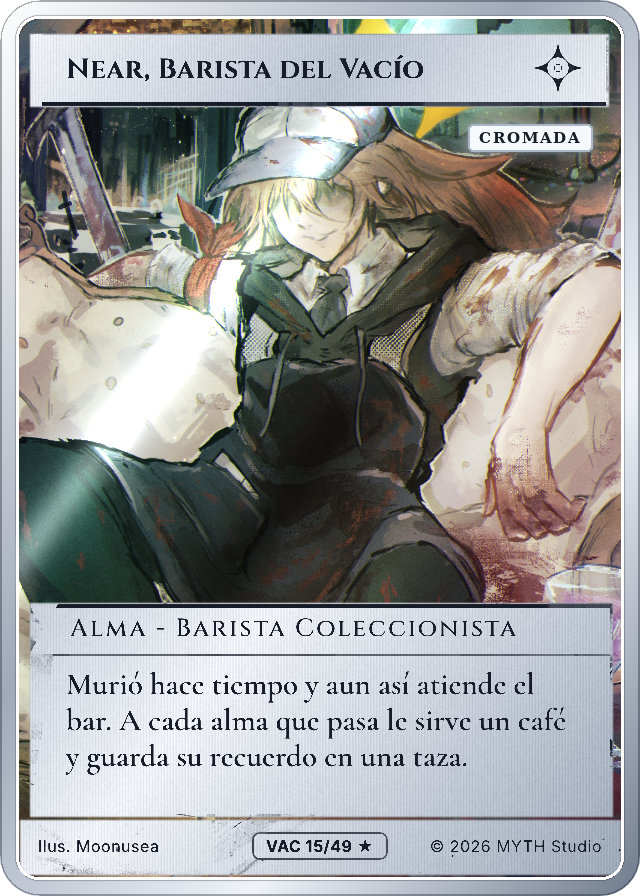 Near, Barista del Vacío
CROMADA
Alma - Barista Coleccionista
Murió hace tiempo y aun así atiende el
bar. A cada alma que pasa le sirve un café
y guarda su recuerdo en una taza.
Ilus. Moonusea
VAC 15/49 ★
© 2026 MYTH Studio